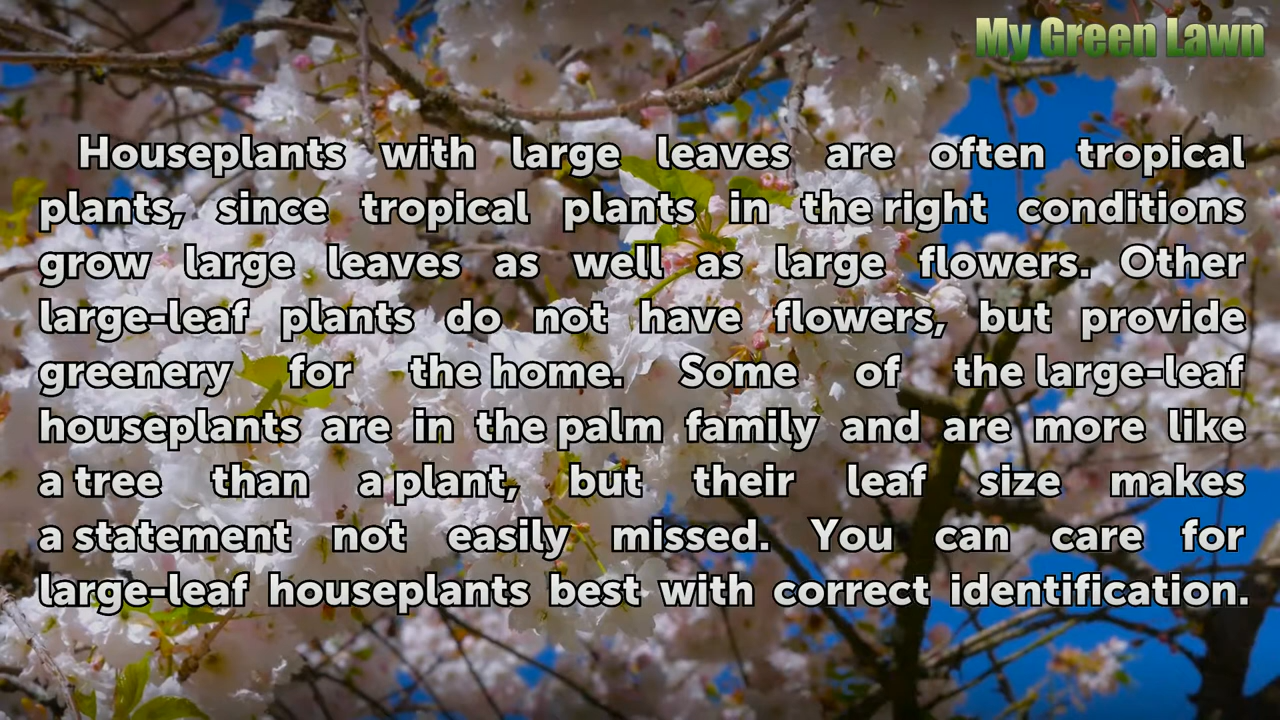 My Green Lawn
Houseplants with large leaves are often tropical
plants, since tropical plants in the right conditions
grow large leaves as well as large flowers. Other
large-leaf plants do not have flowers, but provide
greenery for the home. Some of the large-leaf
houseplants are in the palm family and are more like
a tree than a plant, but their leaf size makes
a statement not easily missed. You can care for
large-leaf houseplants best with correct identification.